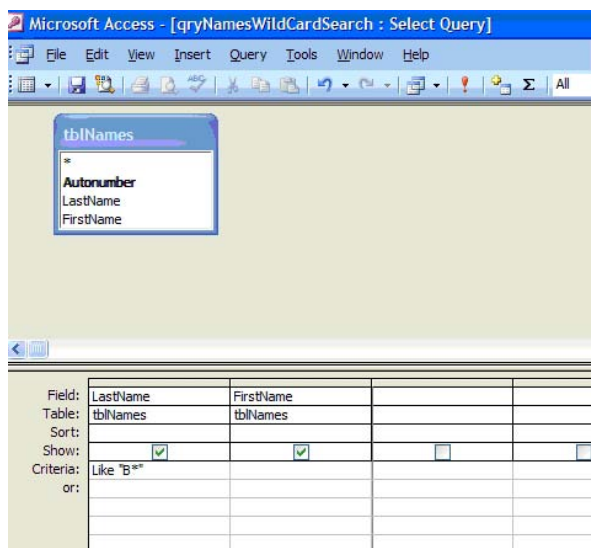 Microsoft Access - [qryNamesWildCardSearch : Select Query]
File Edit View Insert Query Tools Window Help
ABC Σ All
tblNames
*
Autonumber
LastName
FirstName
Field: LastName FirstName
Table: tblNames tblNames
Sort:
Show:
Criteria: Like "B*"
or: